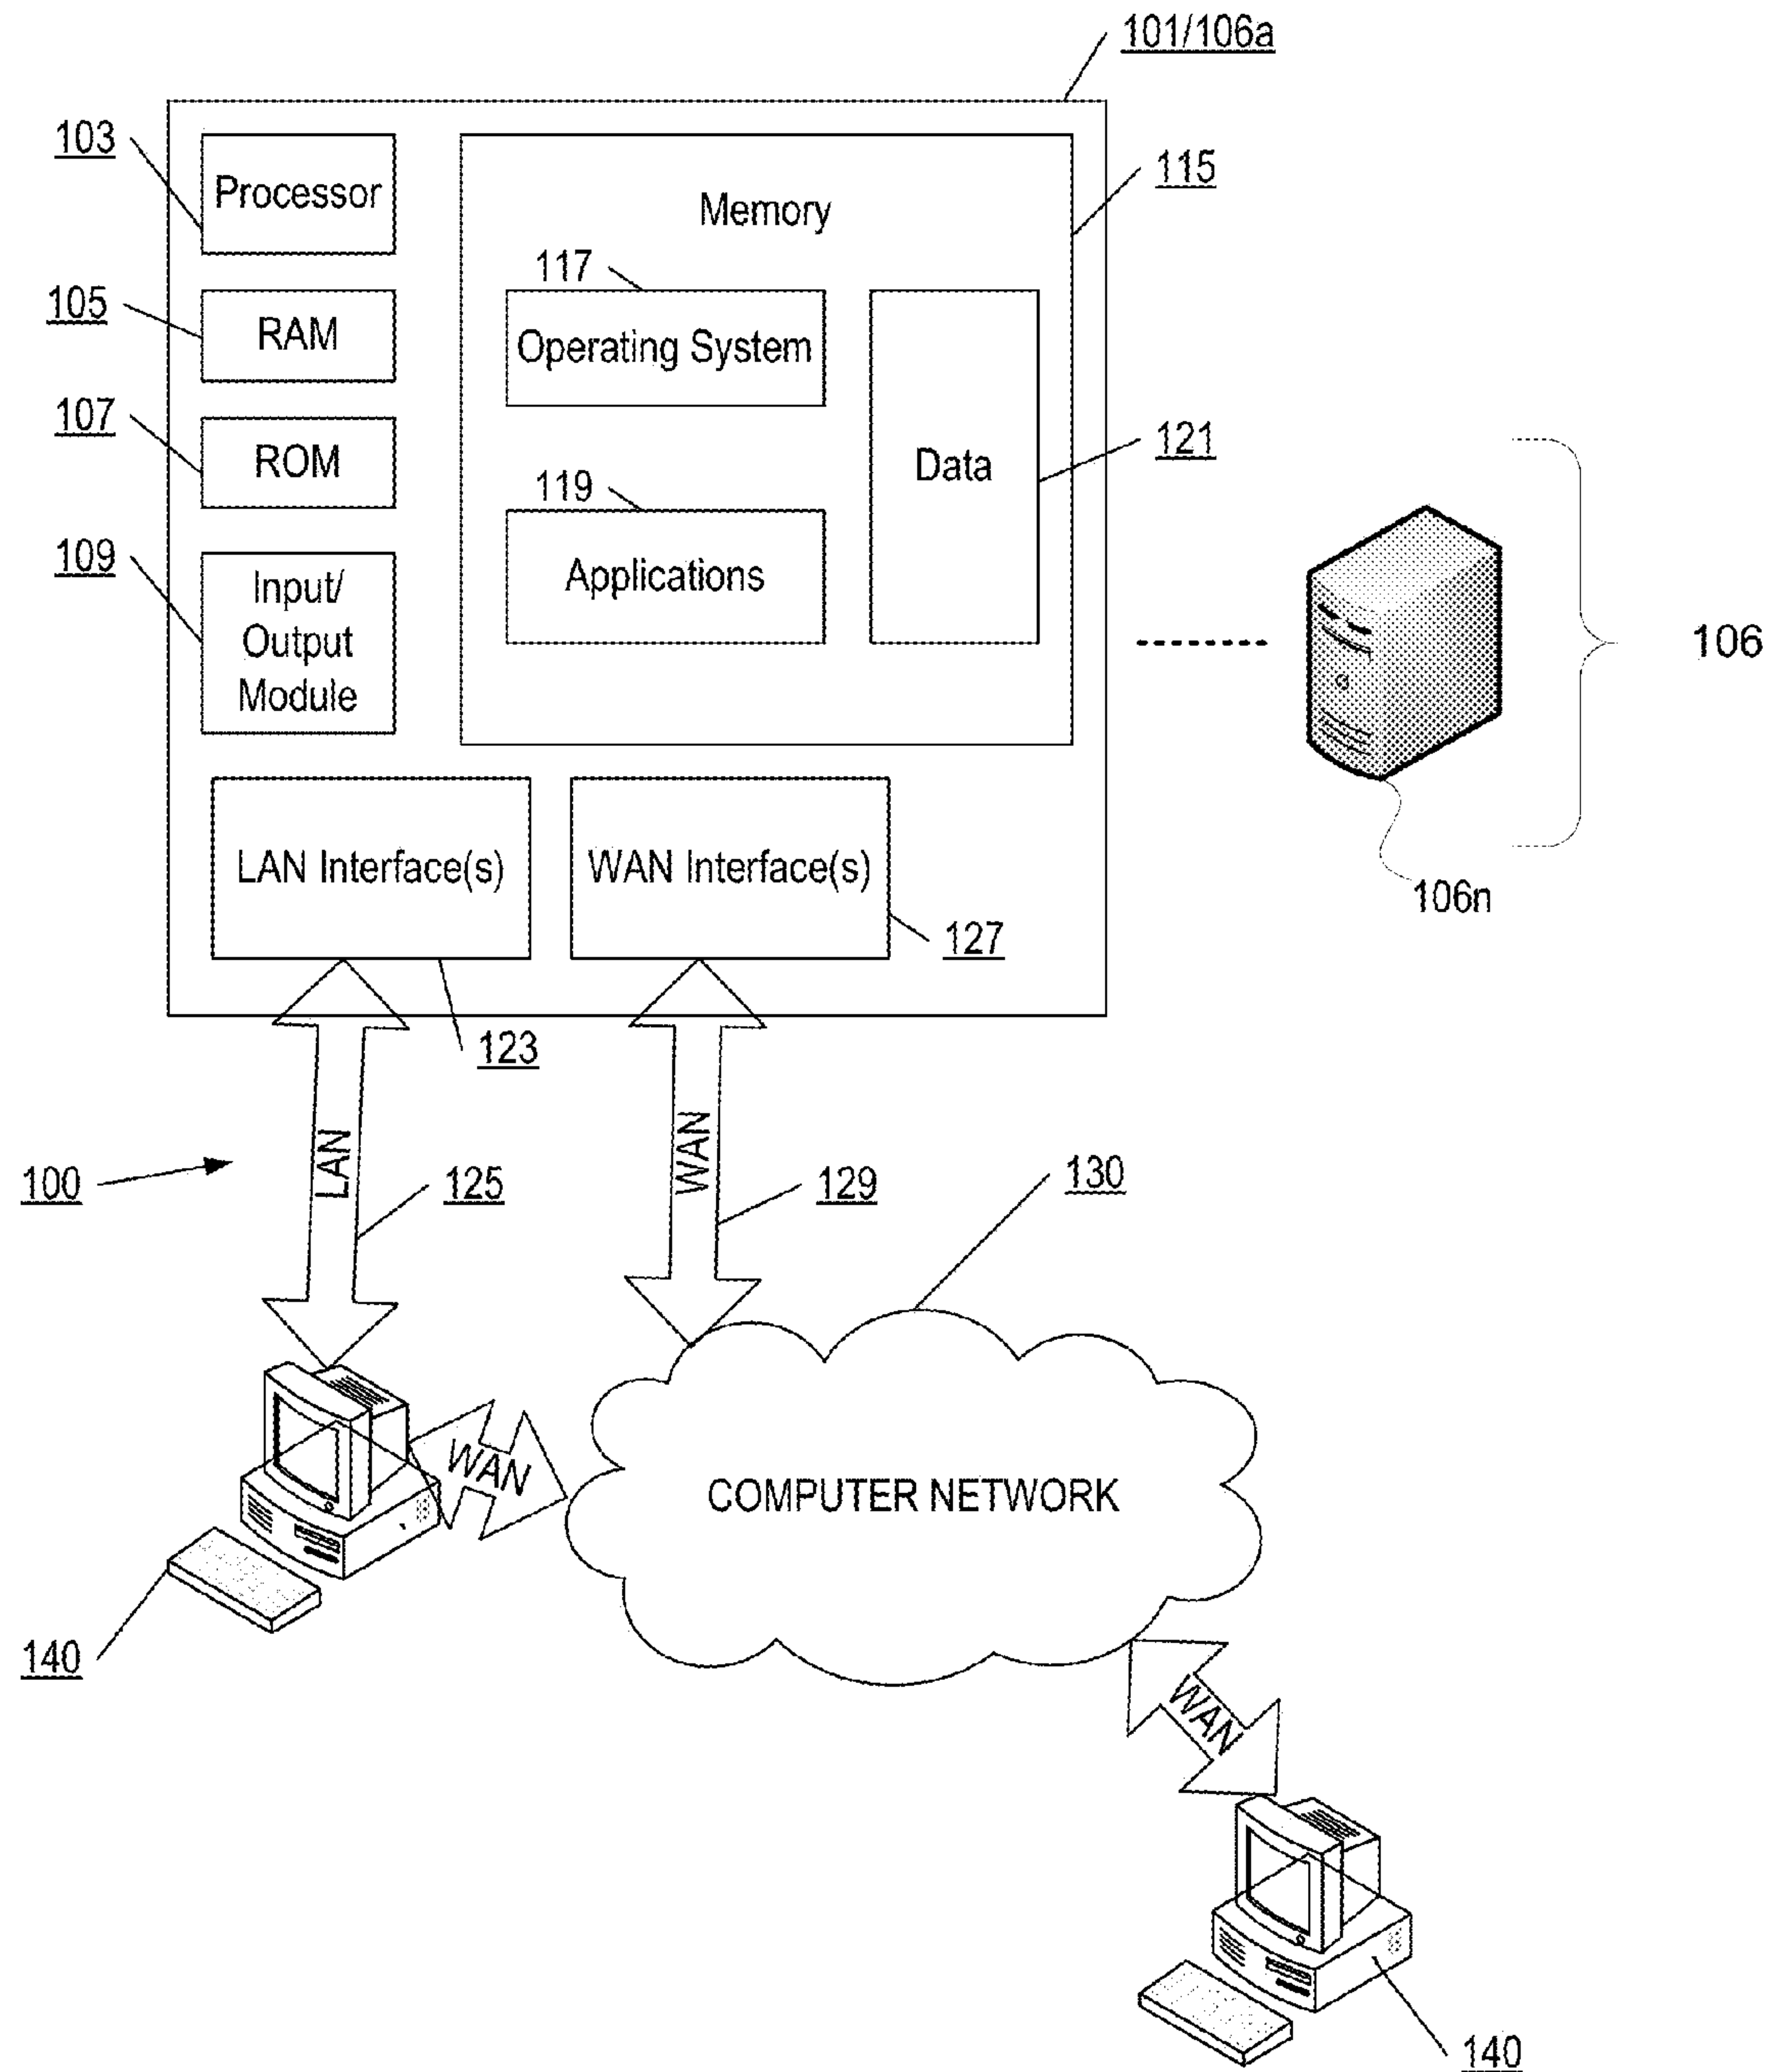 101/106a
103
Processor
Memory
115
117
105
RAM
Operating System
107
ROM
Data
121
119
109
Input/
Output
Module
Applications
106
LAN Interface(s)
WAN Interface(s)
106n
127
123
LAN
WAN
100
125
129
130
WAN
COMPUTER NETWORK
140
WAN
140